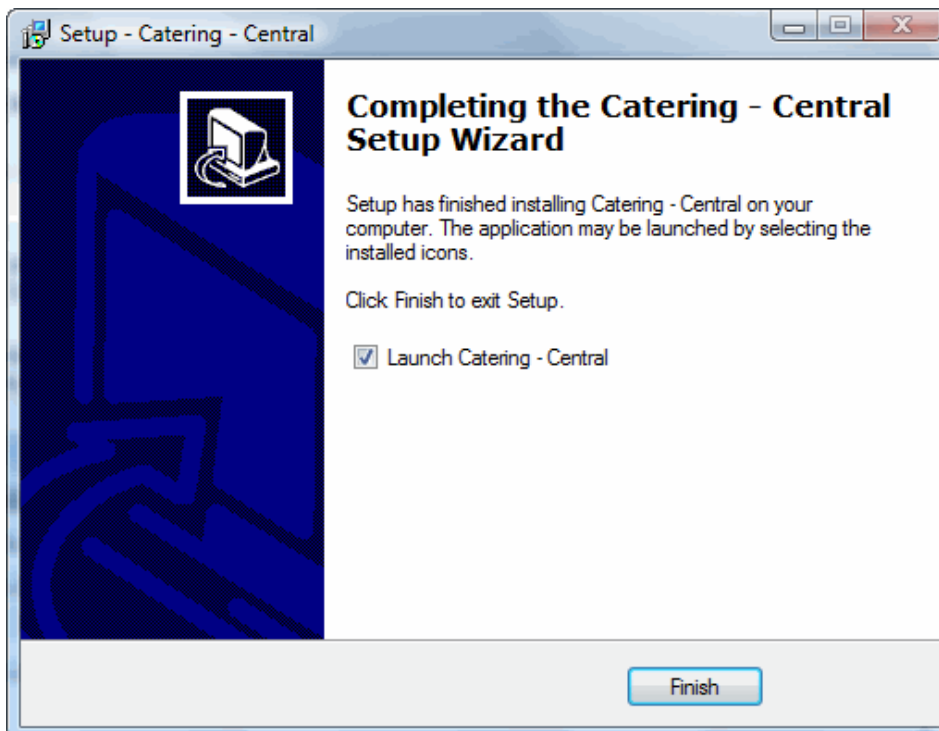 Setup - Catering - Central
Completing the Catering - Central
Setup Wizard
Setup has finished installing Catering - Central on your
computer. The application may be launched by selecting the
installed icons.
Click Finish to exit Setup.
Launch Catering - Central
Finish